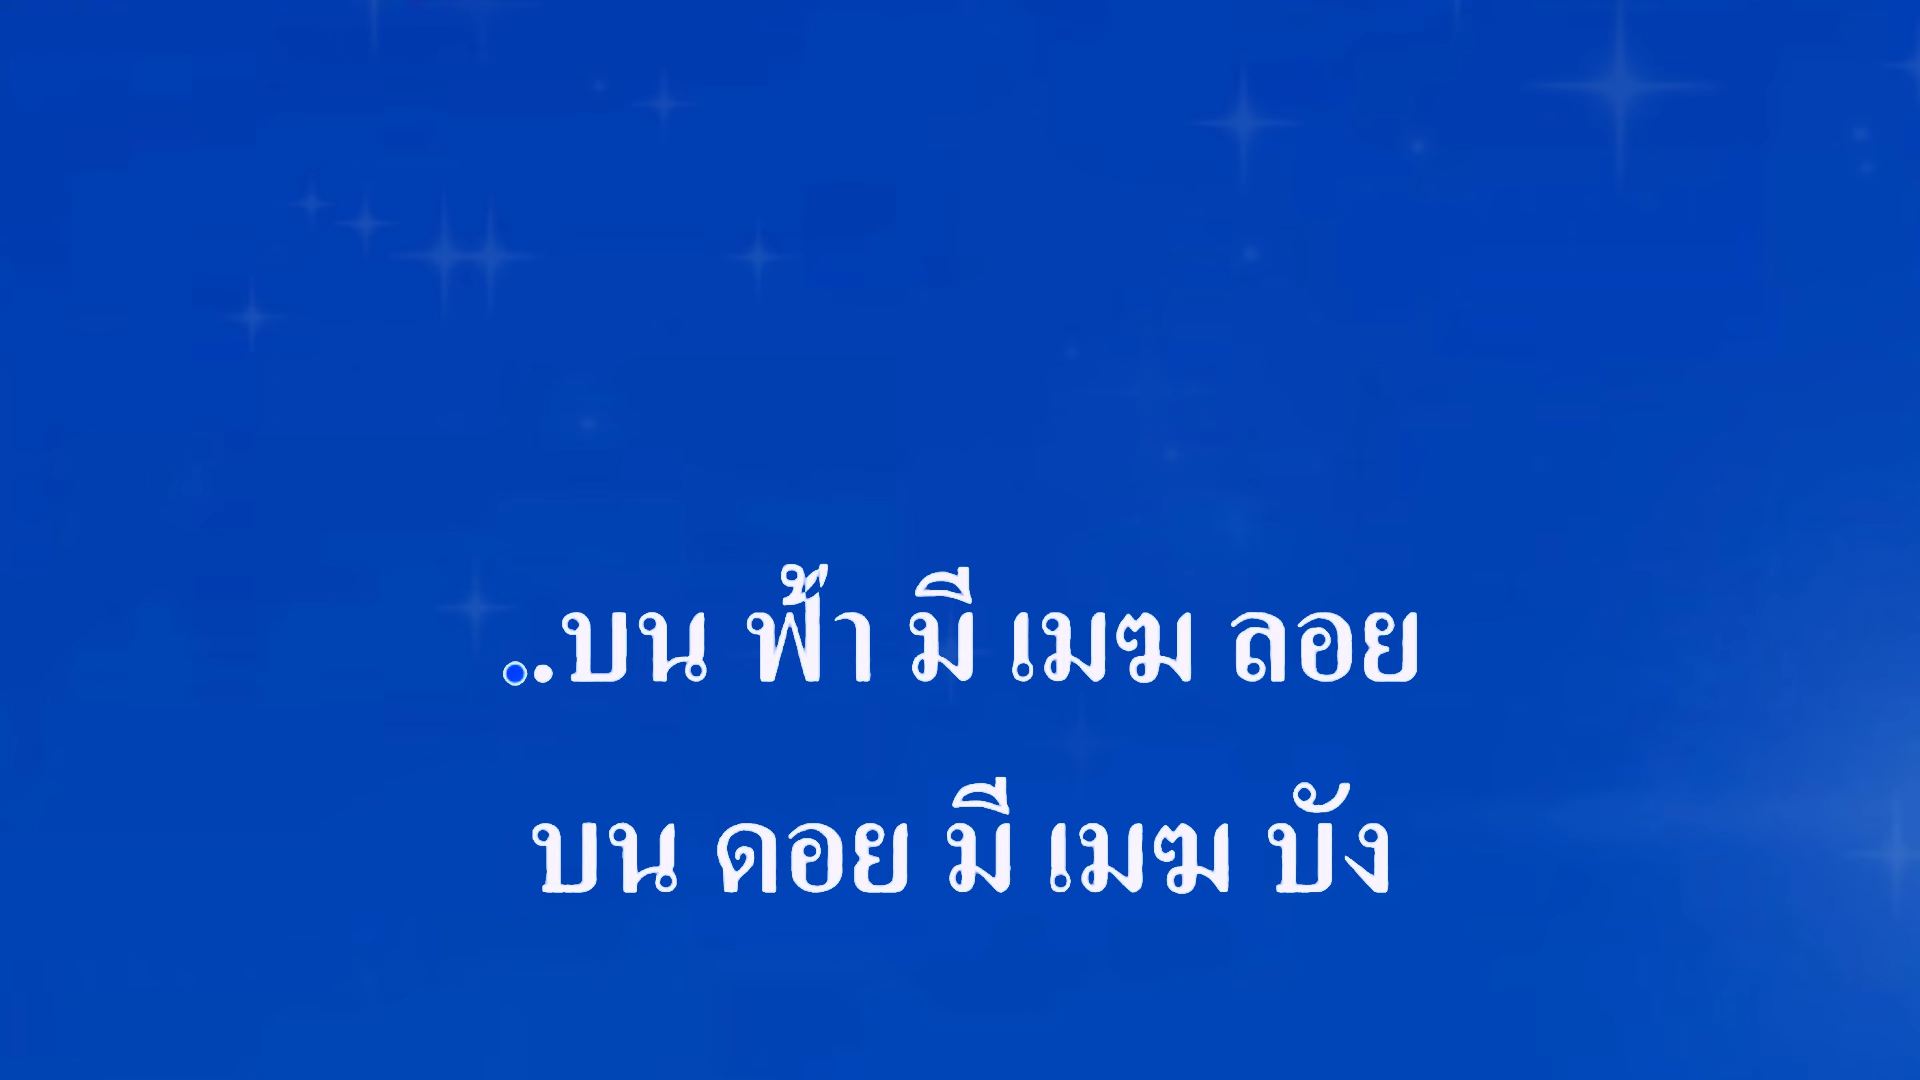 ..บน ฟ้า มี เมฆ ลอย
บน ดอย มี เมฆ บัง